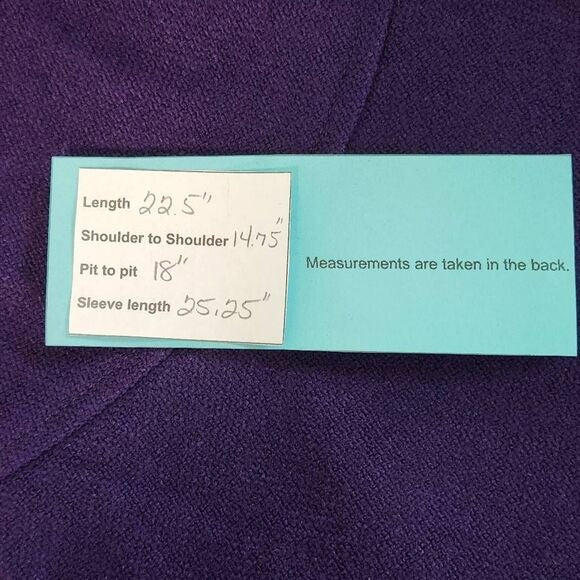 Length 22.5"
Shoulder to Shoulder 14.75"
Pit to pit 18"
Sleeve length 25.25"
Measurements are taken in the back.